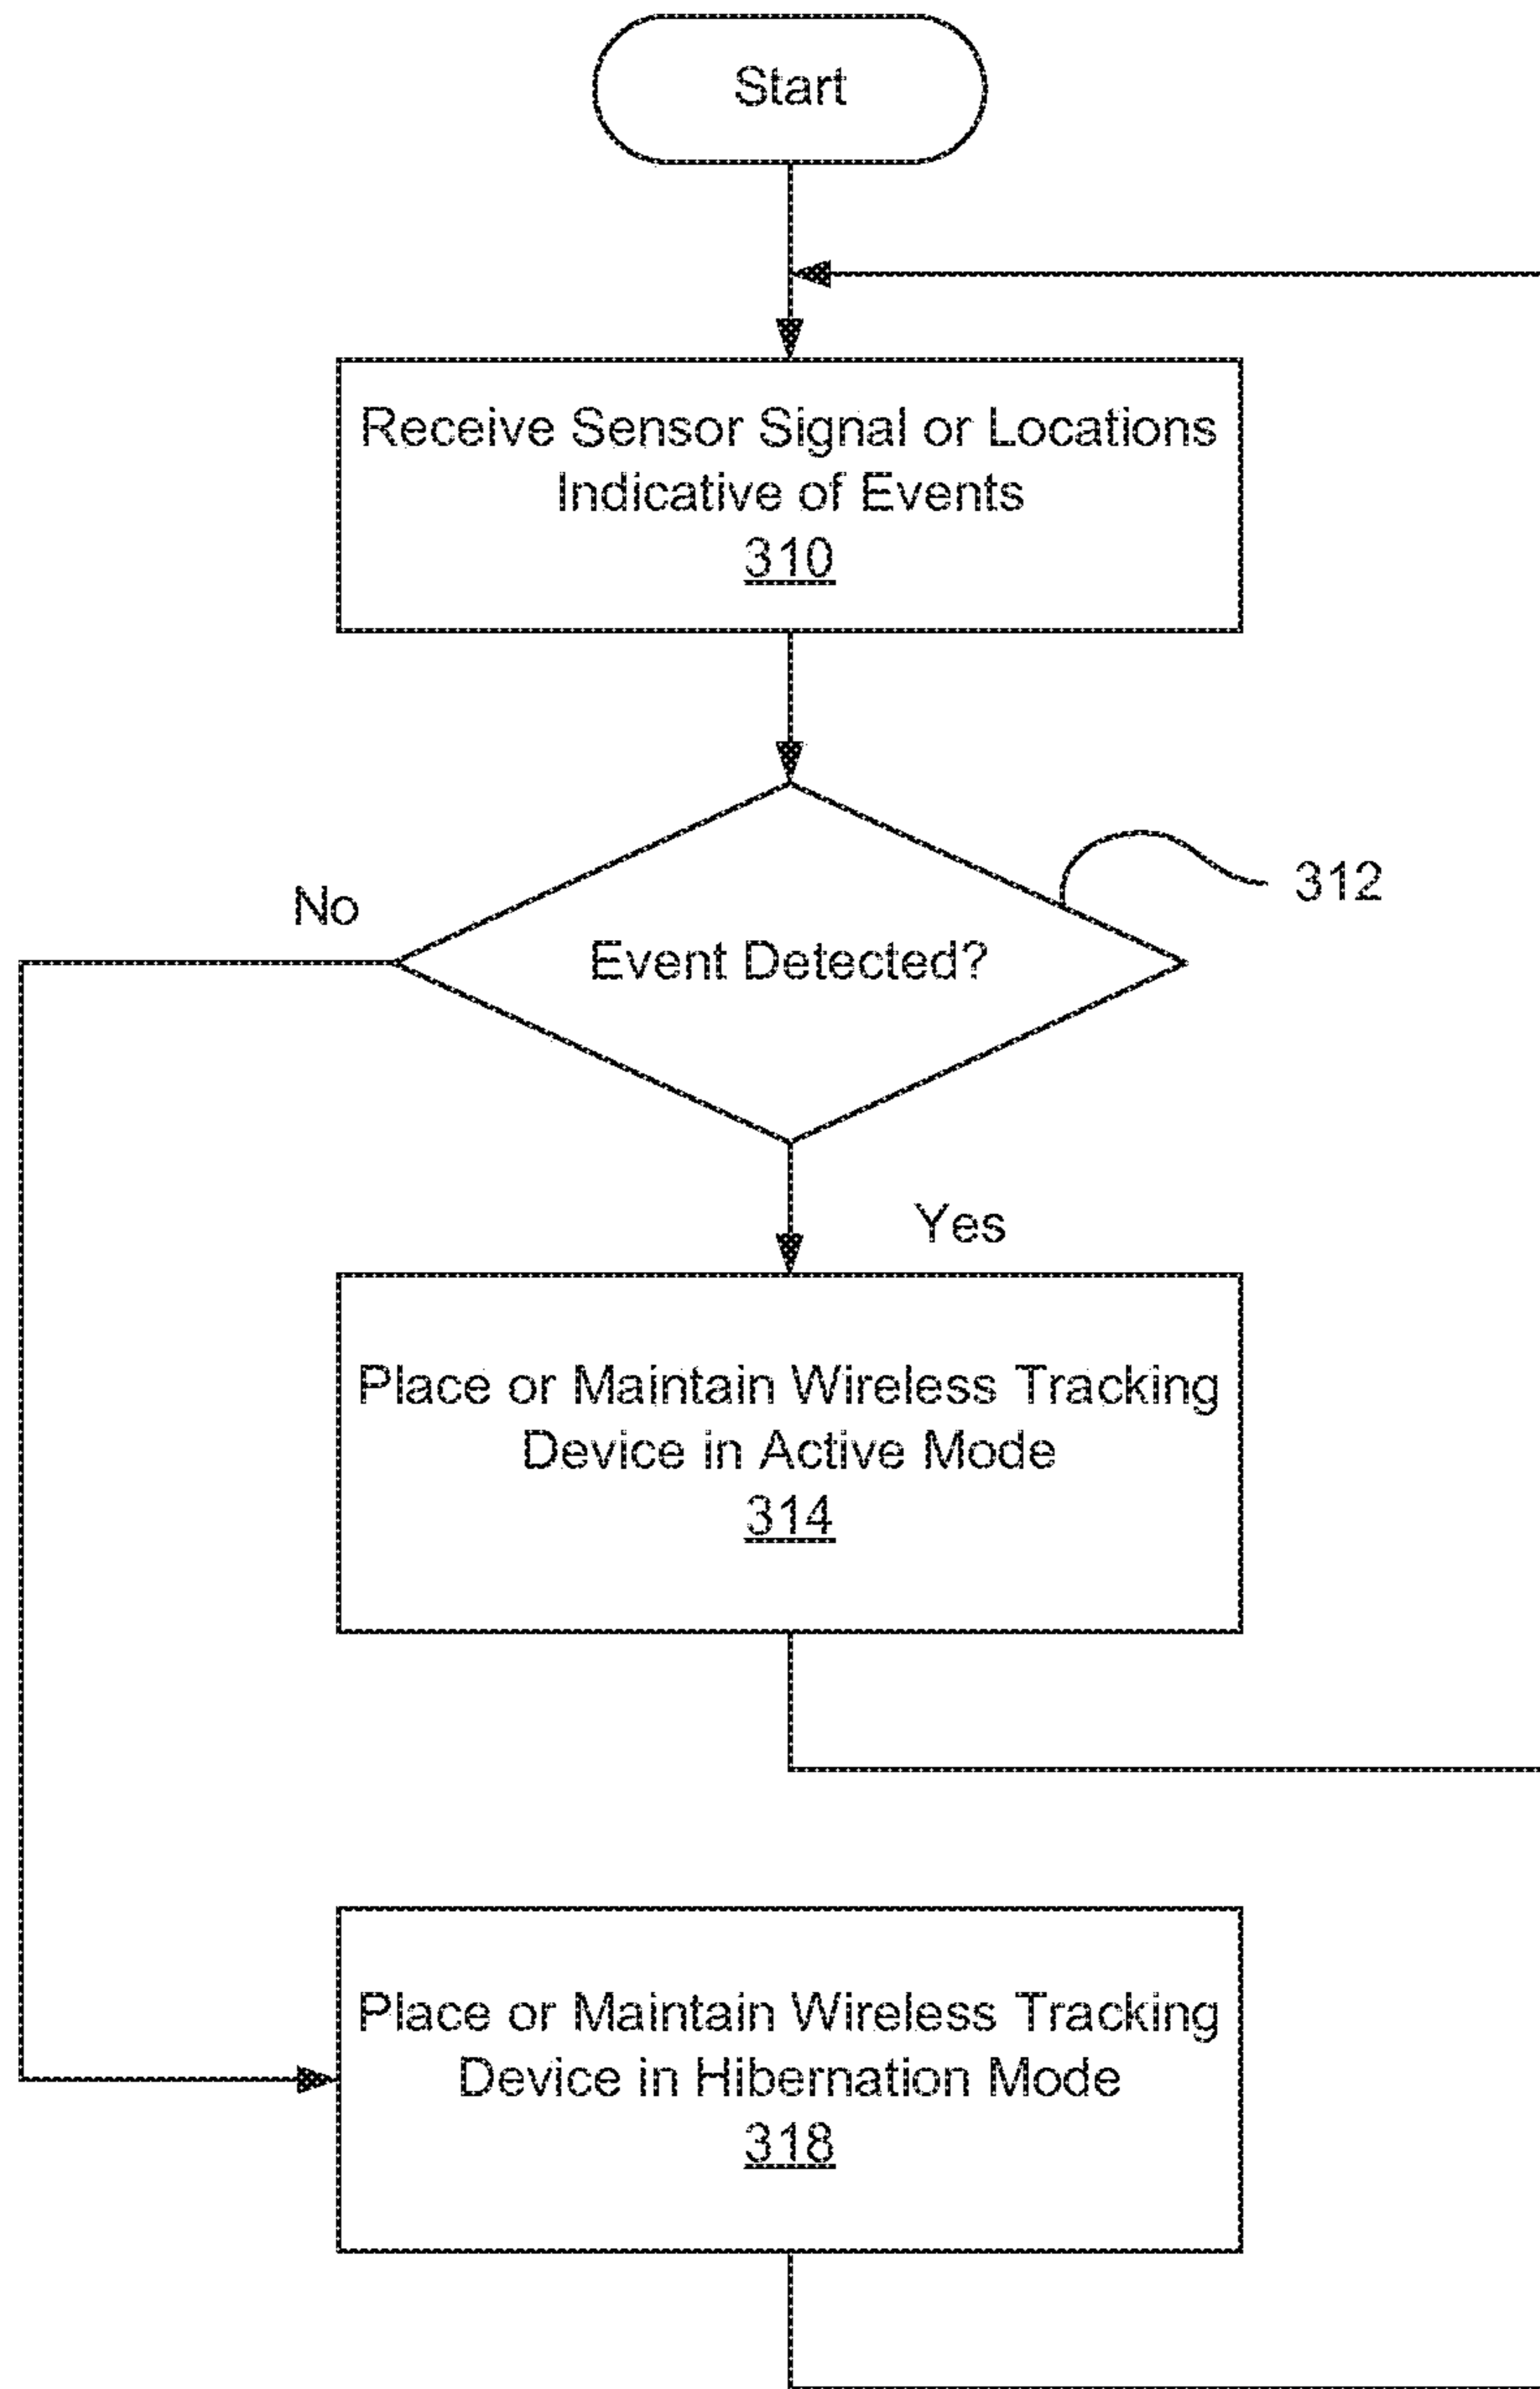 Start
Receive Sensor Signal or Locations
Indicative of Events
310
312
No
Event Detected?
Yes
Place or Maintain Wireless Tracking
Device in Active Mode
314
Place or Maintain Wireless Tracking
Device in Hibernation Mode
318